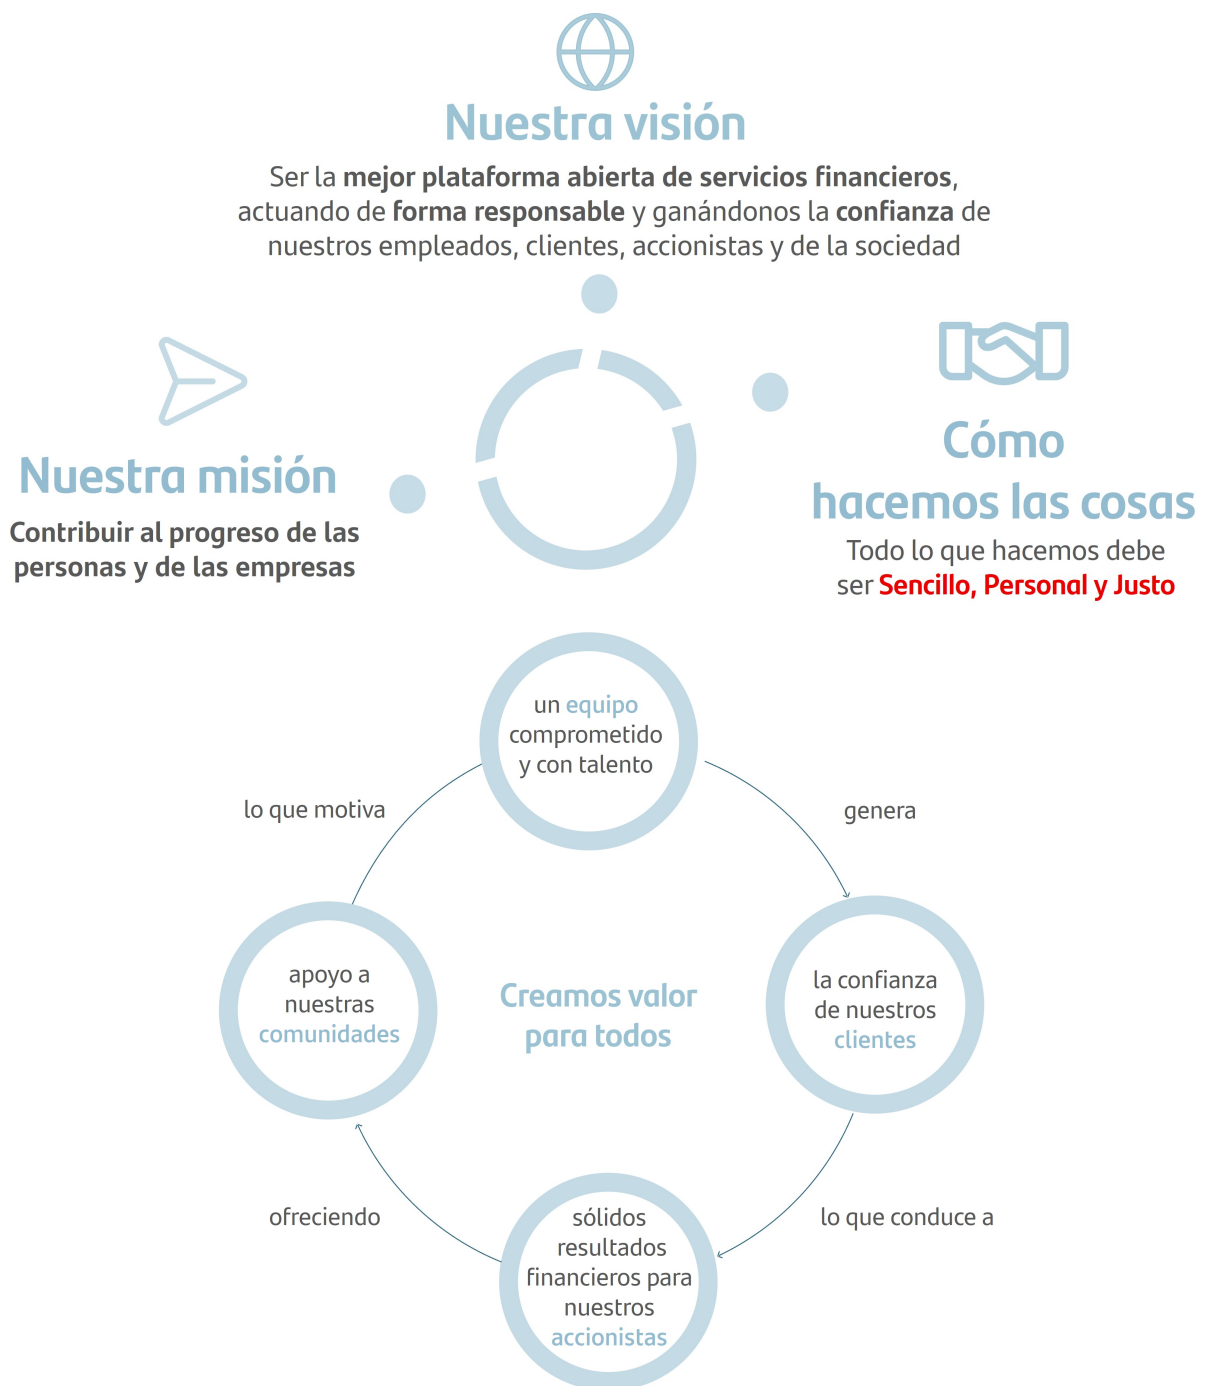 Nuestra visión
Ser la mejor plataforma abierta de servicios financieros,
actuando de forma responsable y ganándonos la confianza de
nuestros empleados, clientes, accionistas y de la sociedad
Nuestra misión
Contribuir al progreso de las
personas y de las empresas
Cómo
hacemos las cosas
Todo lo que hacemos debe
ser Sencillo, Personal y Justo
un equipo
comprometido
y con talento
genera
la confianza
de nuestros
clientes
lo que conduce a
sólidos
resultados
financieros para
nuestros
accionistas
ofreciendo
apoyo a
nuestras
comunidades
lo que motiva
Creamos valor
para todos